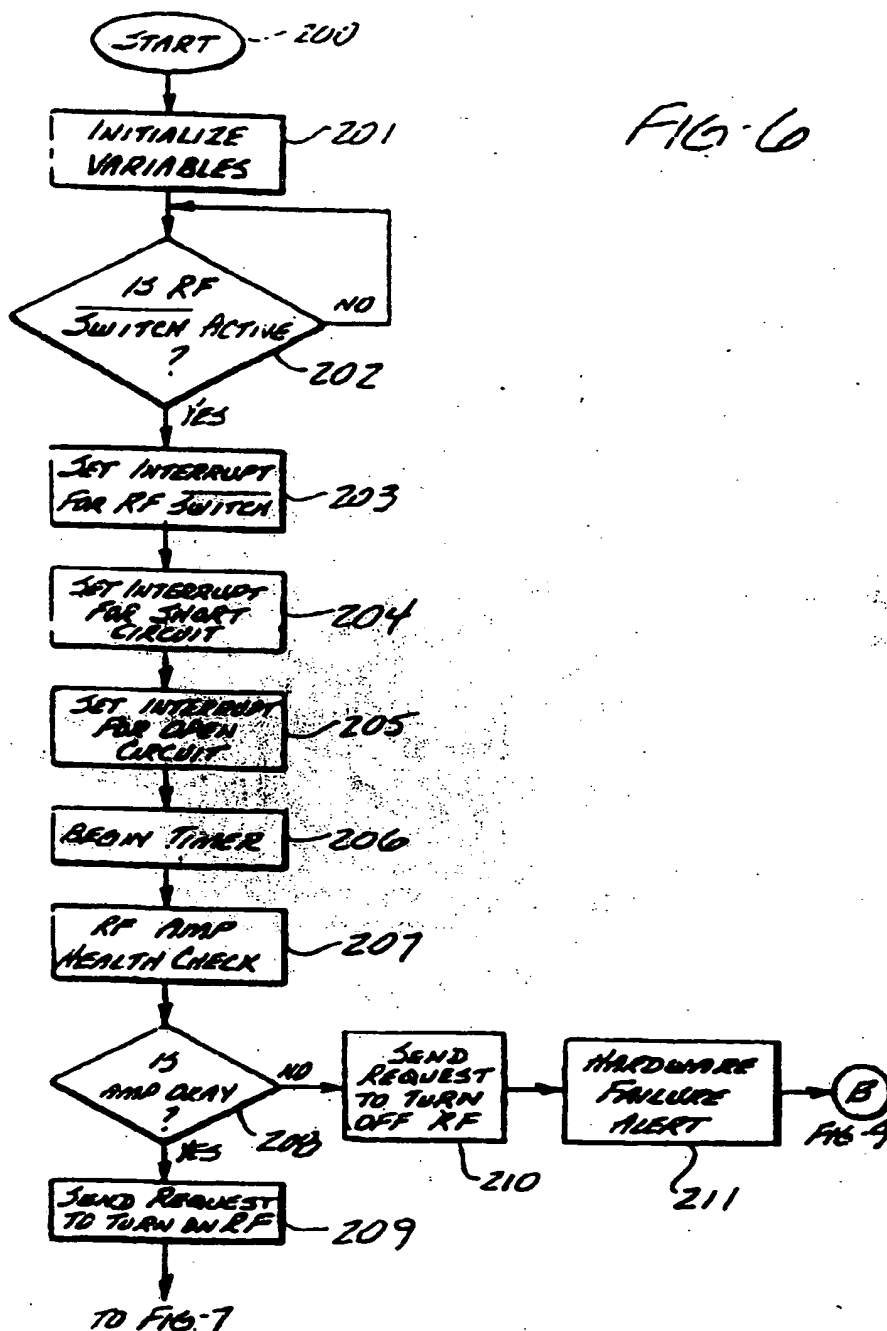 START 200
FIG-6
INITIALIZE 201
VARIABLES
IS RF
SWITCH ACTIVE
?
NO
202
YES
SET INTERRUPT
FOR RF SWITCH 203
SET INTERRUPT
FOR SHORT
CIRCUIT
204
SET INTERRUPT
FOR OPEN
CIRCUIT
205
BEGIN TIMER 206
RF AMP
HEALTH CHECK
207
IS
AMP OKAY
?
NO
208
YES
SEND
REQUEST
TO TURN
OFF RF
210
HARDWARE
FAILURE
ALERT
211
B
SEND REQUEST
TO TURN ON RF
209
TO FIG-7